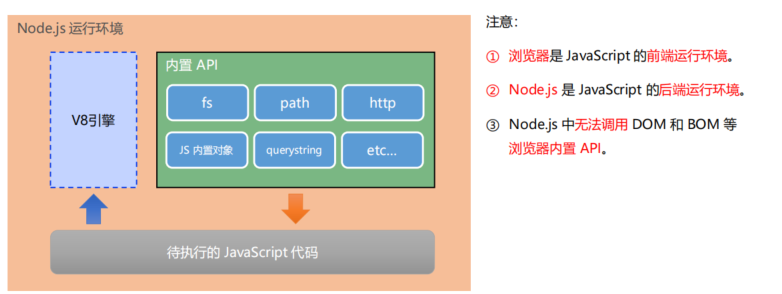 Node.js 运行环境
V8引擎
内置 API
fs
path
http
JS 内置对象
querystring
etc...
待执行的 JavaScript 代码
注意：
① 浏览器是 JavaScript 的前端运行环境。
② Node.js 是 JavaScript 的后端运行环境。
③ Node.js 中无法调用 DOM 和 BOM 等
浏览器内置 API。